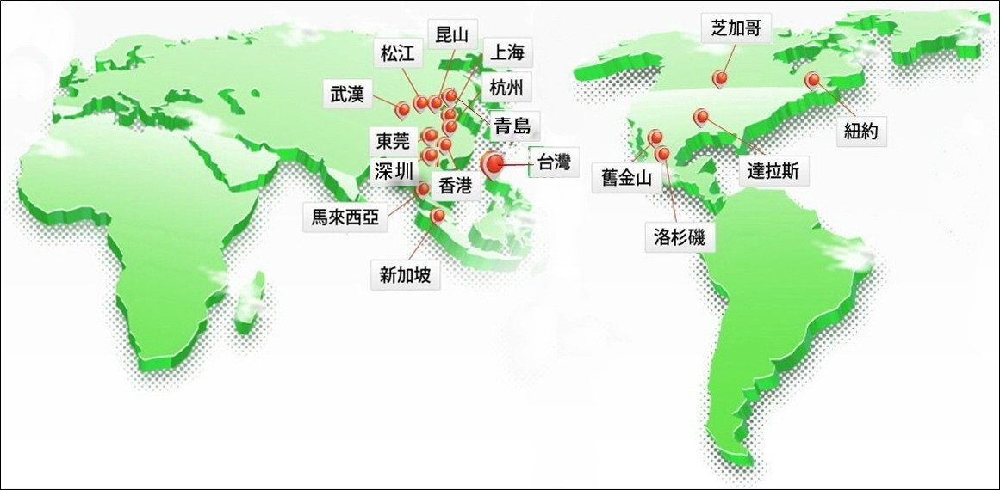 芝加哥
昆山
松江
上海
杭州
武漢
青島
紐約
東莞
台灣
達拉斯
深圳
舊金山
香港
馬來西亞
洛杉磯
新加坡